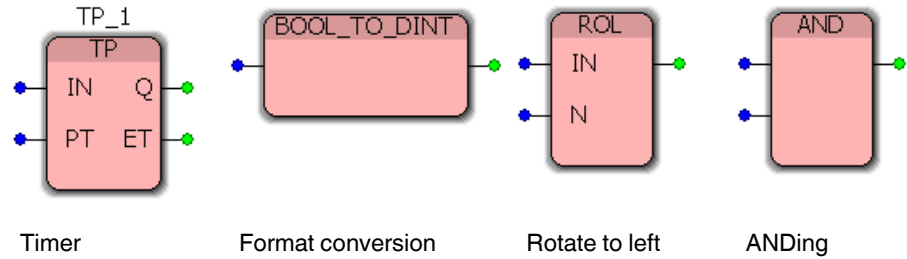 TP_1
TP
IN Q
PT ET
BOOL_TO_DINT
ROL
IN
N
AND
Timer
Format conversion
Rotate to left
ANDing